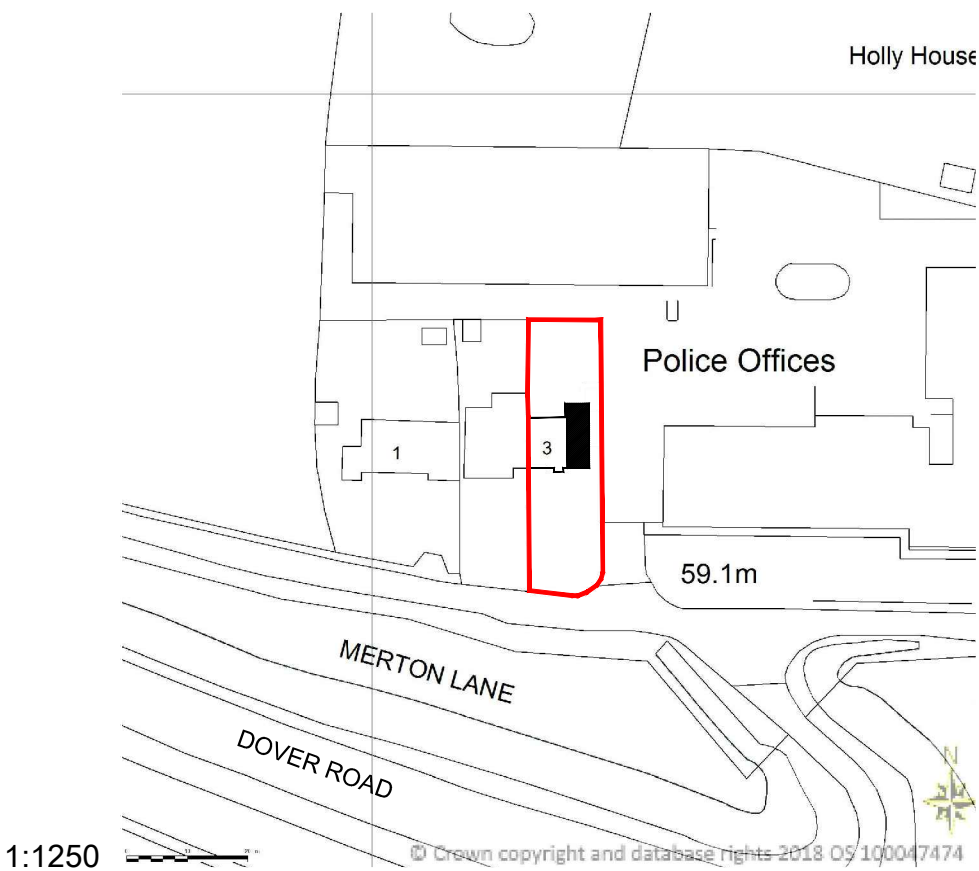 Holly House
Police Offices
1
3
59.1m
MERTON LANE
DOVER ROAD
N
1:1250
© Crown copyright and database rights 2018 OS 100047474